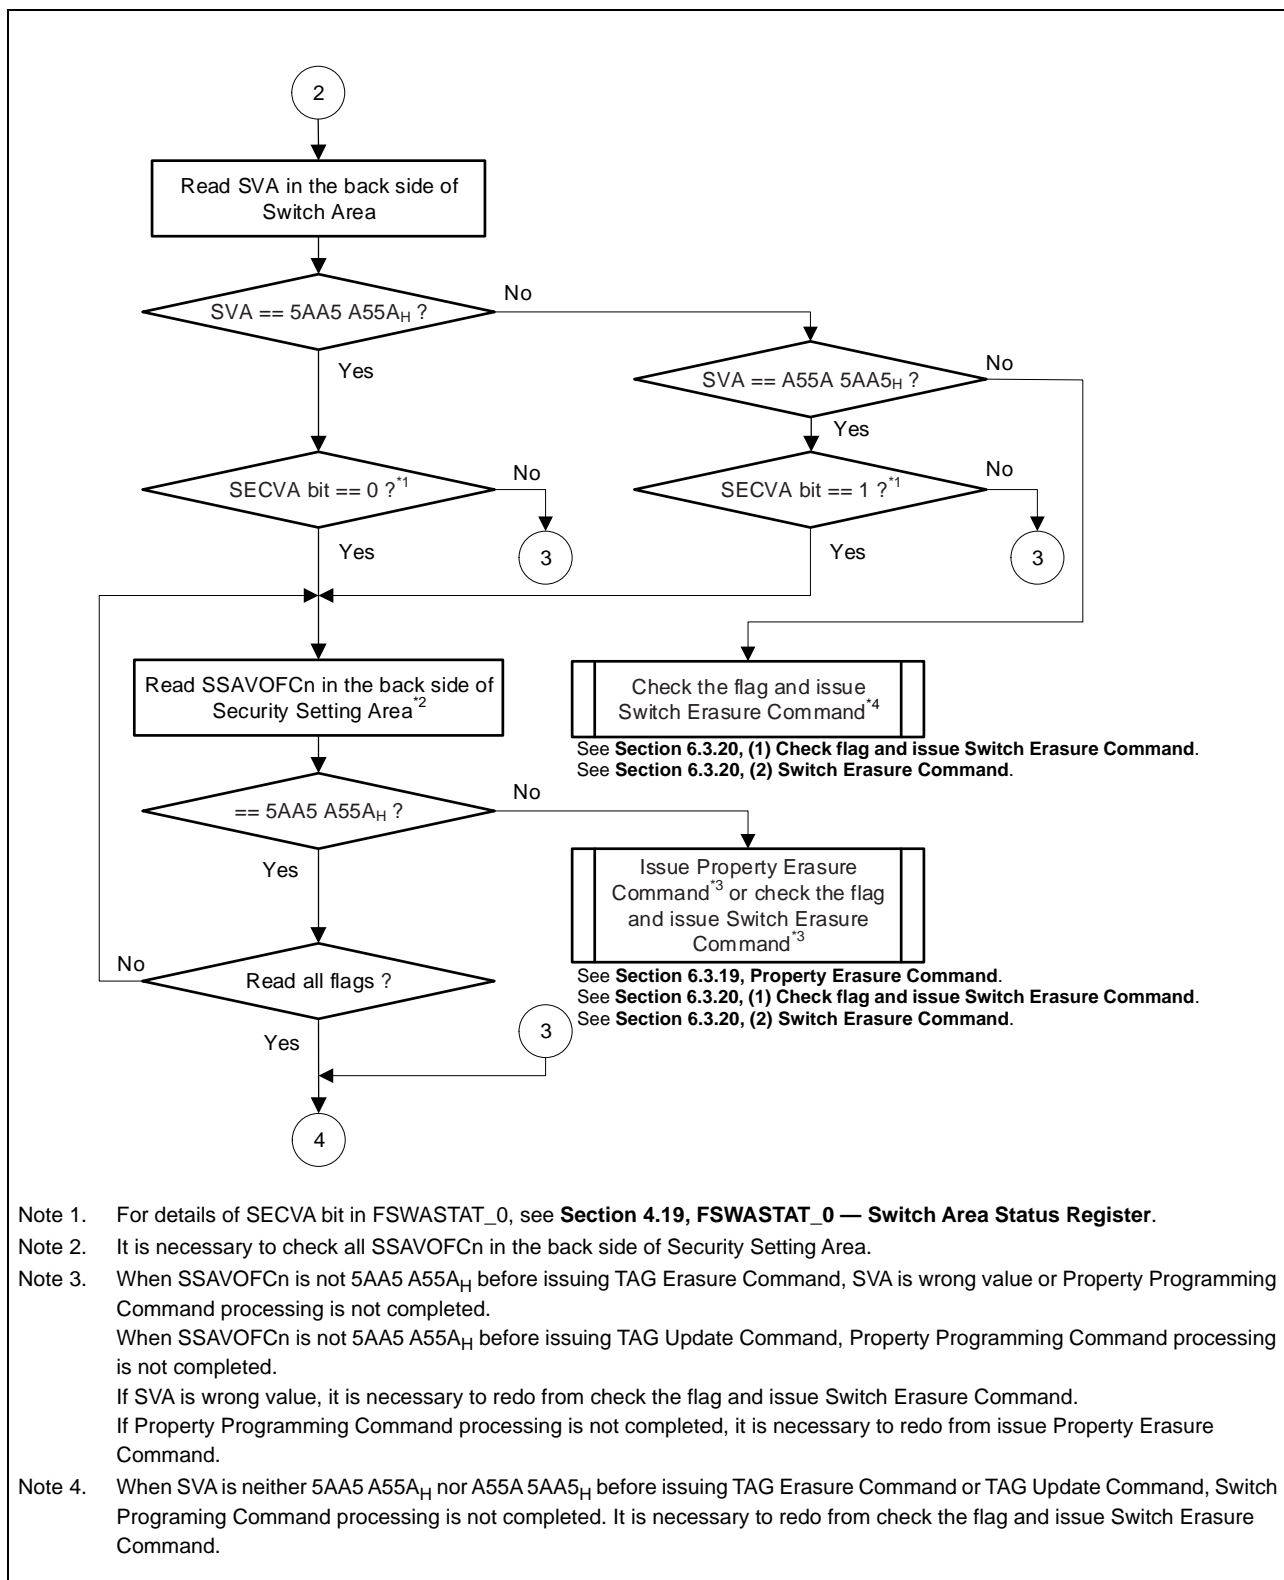 2
Read SVA in the back side of
Switch Area
SVA == 5AA5 A55AH ?
No
Yes
SVA == A55A 5AA5H ?
No
Yes
SECVA bit == 0 ?*1
No
Yes
3
SECVA bit == 1 ?*1
No
Yes
3
Read SSAVOFCn in the back side of
Security Setting Area*2
Check the flag and issue
Switch Erasure Command*4
See Section 6.3.20, (1) Check flag and issue Switch Erasure Command.
See Section 6.3.20, (2) Switch Erasure Command.
== 5AA5 A55AH ?
No
Yes
Issue Property Erasure
Command*3 or check the flag
and issue Switch Erasure
Command*3
See Section 6.3.19, Property Erasure Command.
See Section 6.3.20, (1) Check flag and issue Switch Erasure Command.
See Section 6.3.20, (2) Switch Erasure Command.
No
Read all flags ?
Yes
3
4
Note 1. For details of SECVA bit in FSWASTAT_0, see Section 4.19, FSWASTAT_0 — Switch Area Status Register.
Note 2. It is necessary to check all SSAVOFCn in the back side of Security Setting Area.
Note 3. When SSAVOFCn is not 5AA5 A55AH before issuing TAG Erasure Command, SVA is wrong value or Property Programming
Command processing is not completed.
When SSAVOFCn is not 5AA5 A55AH before issuing TAG Update Command, Property Programming Command processing
is not completed.
If SVA is wrong value, it is necessary to redo from check the flag and issue Switch Erasure Command.
If Property Programming Command processing is not completed, it is necessary to redo from issue Property Erasure
Command.
Note 4. When SVA is neither 5AA5 A55AH nor A55A 5AA5H before issuing TAG Erasure Command or TAG Update Command, Switch
Programing Command processing is not completed. It is necessary to redo from check the flag and issue Switch Erasure
Command.